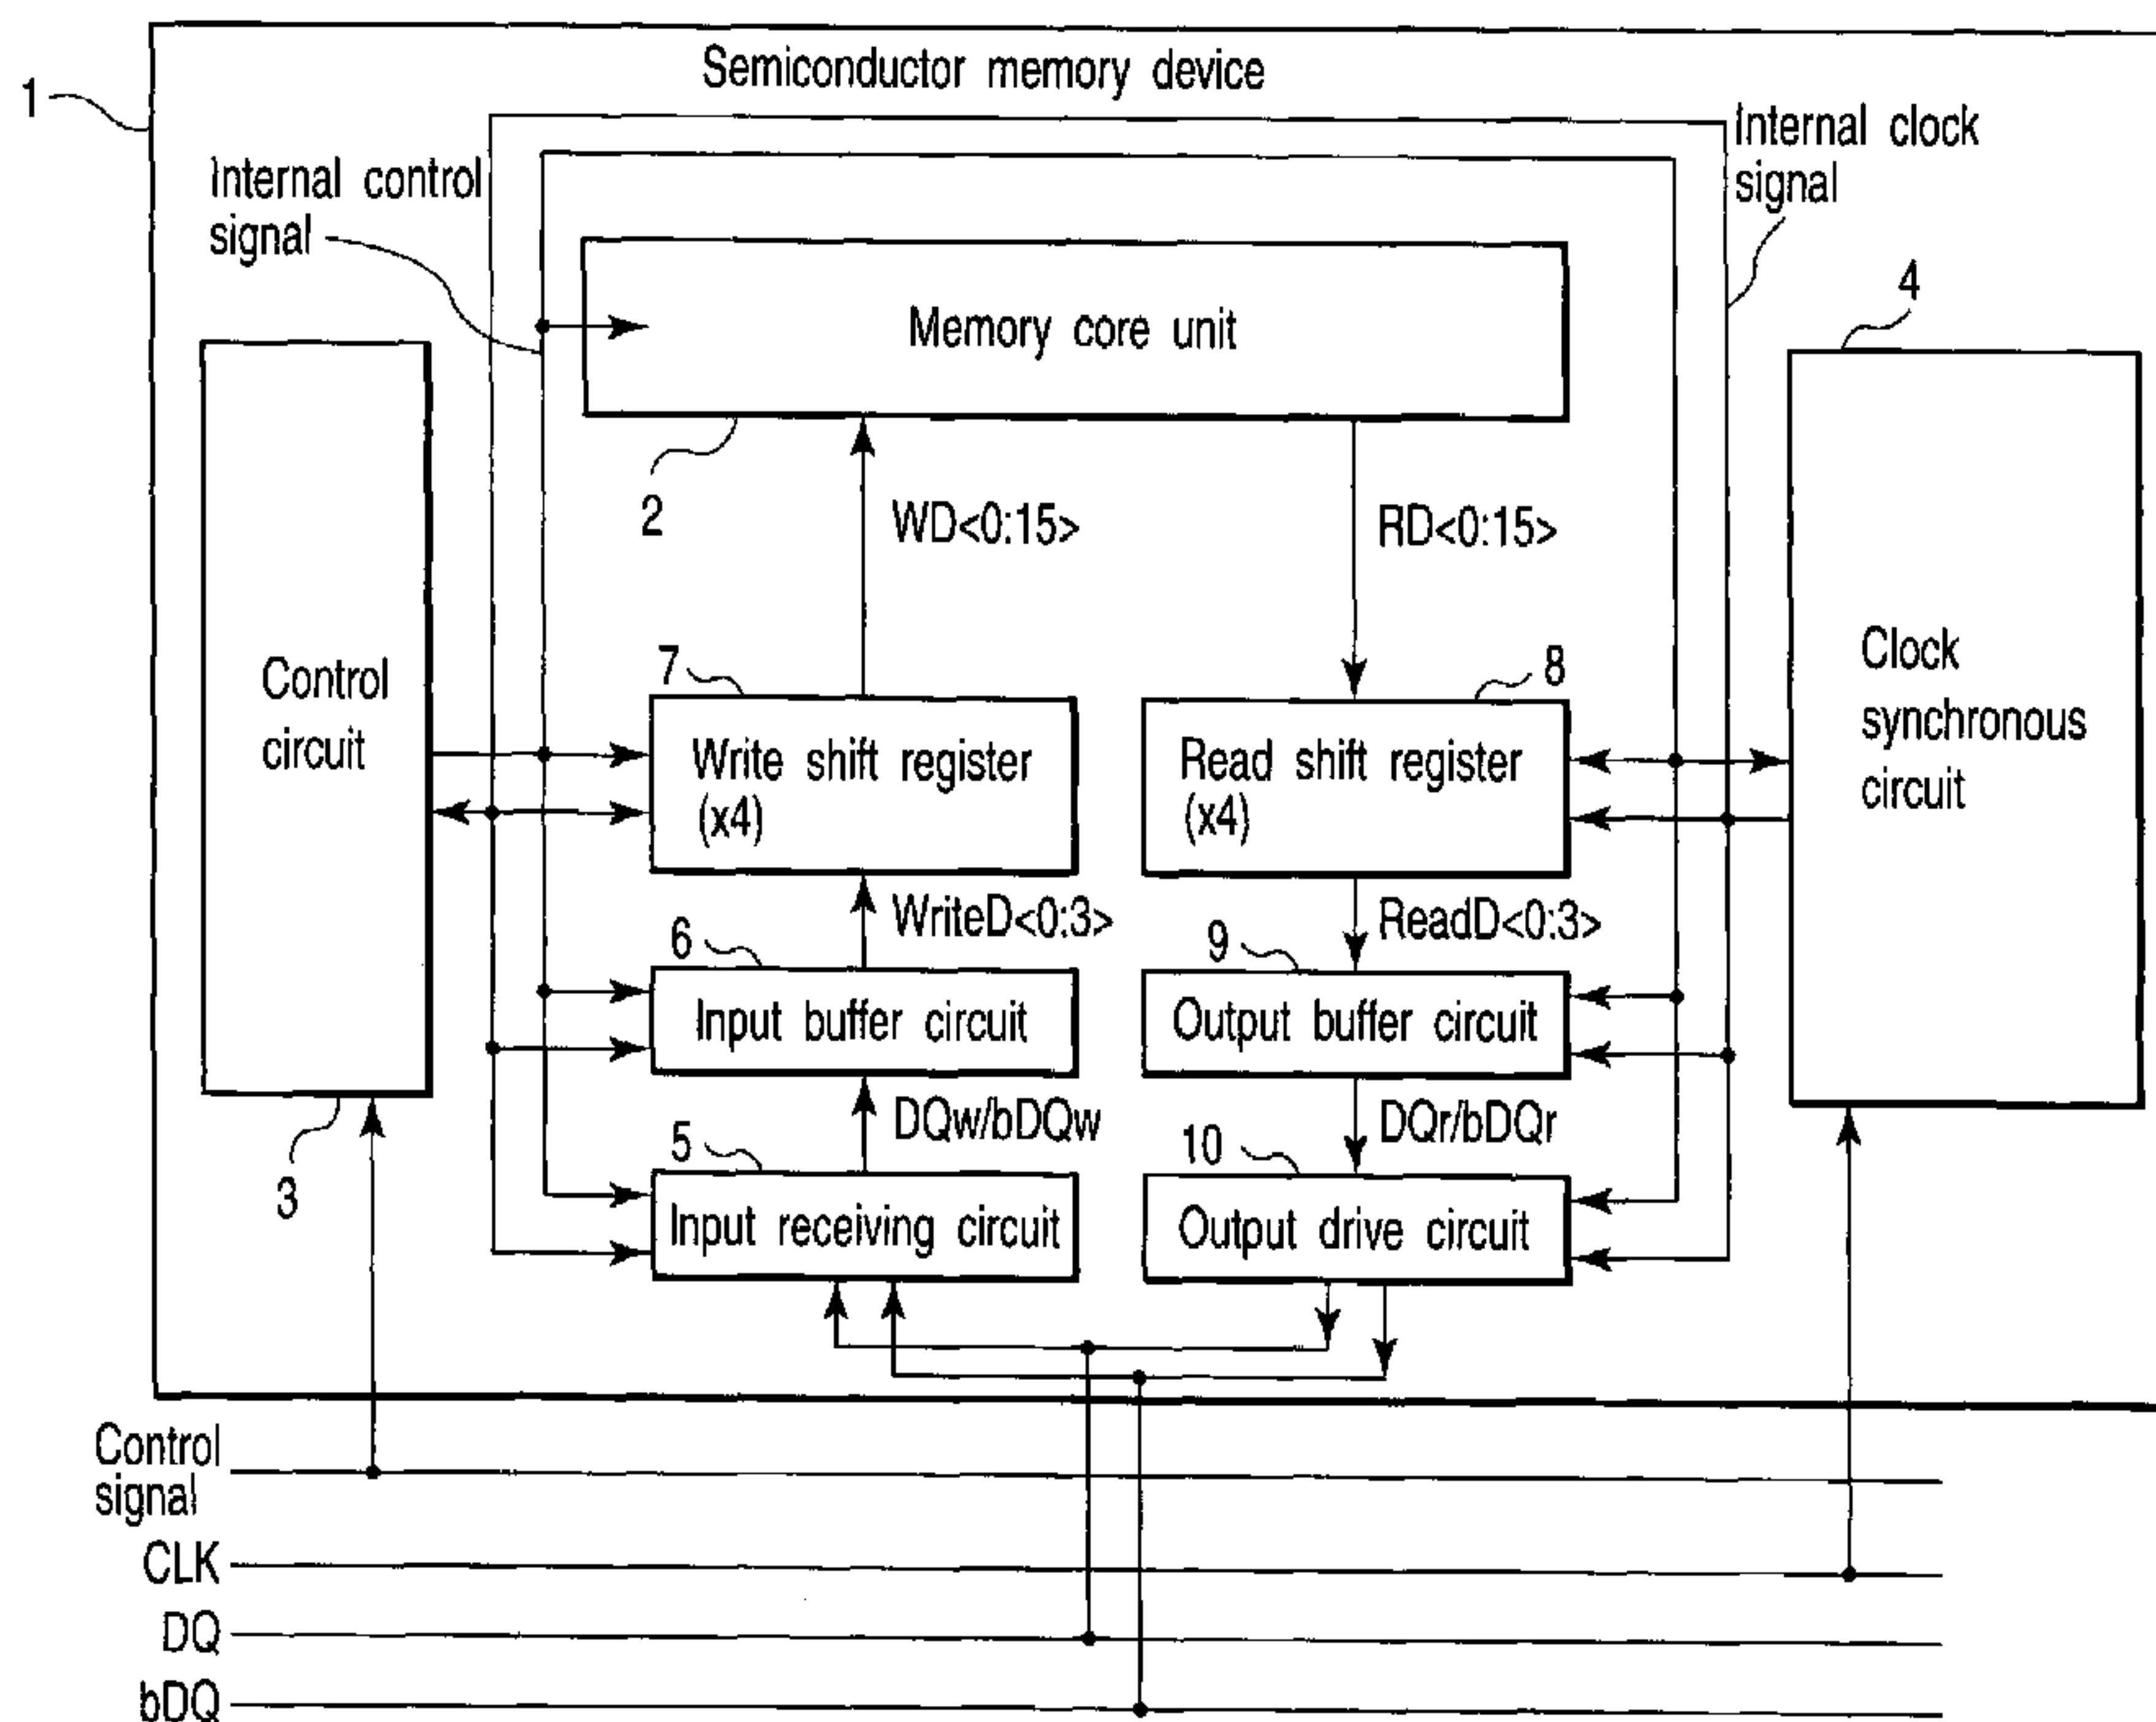 Semiconductor memory device
1
Internal clock
signal
Internal control
signal
4
Memory core unit
2
WD<0:15>
RD<0:15>
Control
circuit
Clock
synchronous
circuit
7
8
Write shift register
(x4)
Read shift register
(x4)
WriteD<0:3>
ReadD<0:3>
6
9
Input buffer circuit
Output buffer circuit
DQw/bDQw
DQr/bDQr
5
10
3
Input receiving circuit
Output drive circuit
Control
signal
CLK
DQ
bDQ